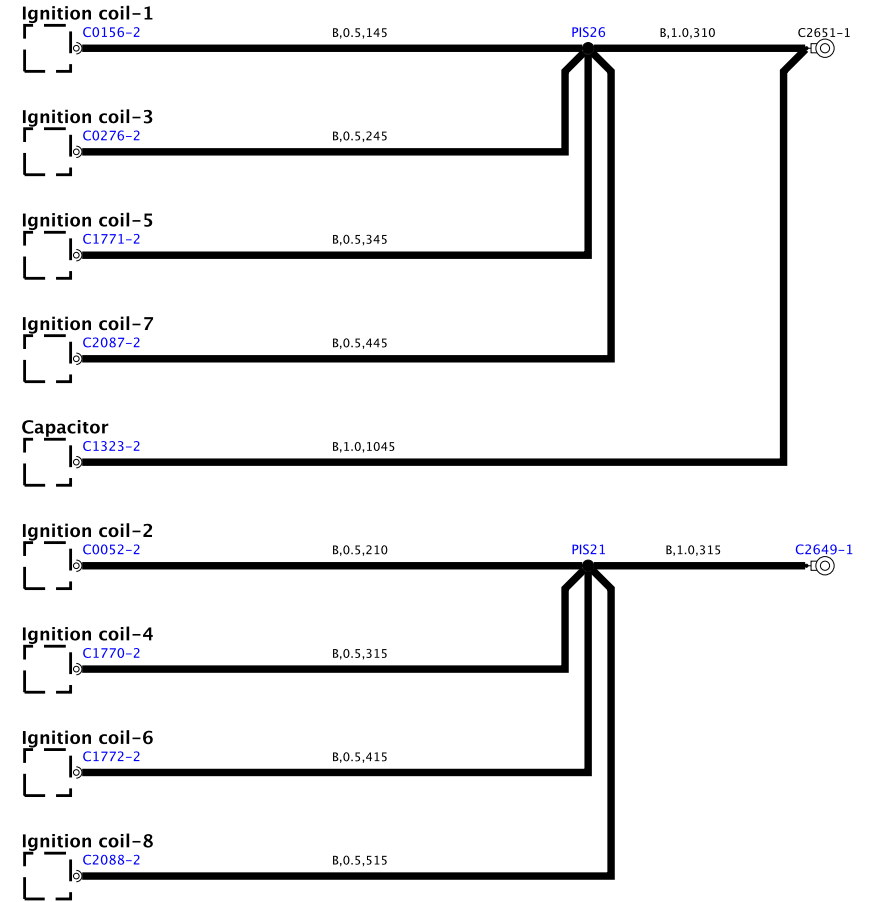 Ignition coil-1
C0156-2 B,0.5,145 PIS26 B,1.0,310 C2651-1
Ignition coil-3
C0276-2 B,0.5,245
Ignition coil-5
C1771-2 B,0.5,345
Ignition coil-7
C2087-2 B,0.5,445
Capacitor
C1323-2 B,1.0,1045
Ignition coil-2
C0052-2 B,0.5,210 PIS21 B,1.0,315 C2649-1
Ignition coil-4
C1770-2 B,0.5,315
Ignition coil-6
C1772-2 B,0.5,415
Ignition coil-8
C2088-2 B,0.5,515